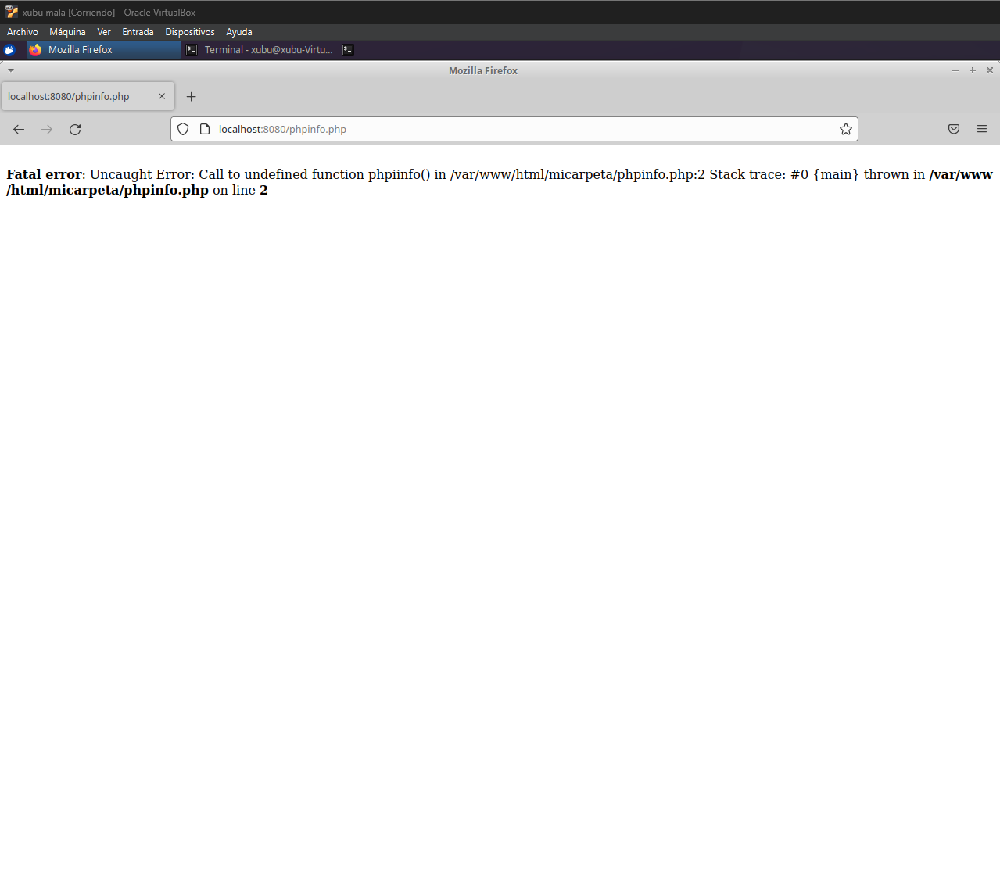 xubu mala [Corriendo] - Oracle VirtualBox
Archivo Máquina Ver Entrada Dispositivos Ayuda
Mozilla Firefox Terminal - xubu@xubu-Virtu...
Mozilla Firefox
localhost:8080/phpinfo.php
localhost:8080/phpinfo.php
Fatal error: Uncaught Error: Call to undefined function phpiinfo() in /var/www/html/micarpeta/phpinfo.php:2 Stack trace: #0 {main} thrown in /var/www
/html/micarpeta/phpinfo.php on line 2